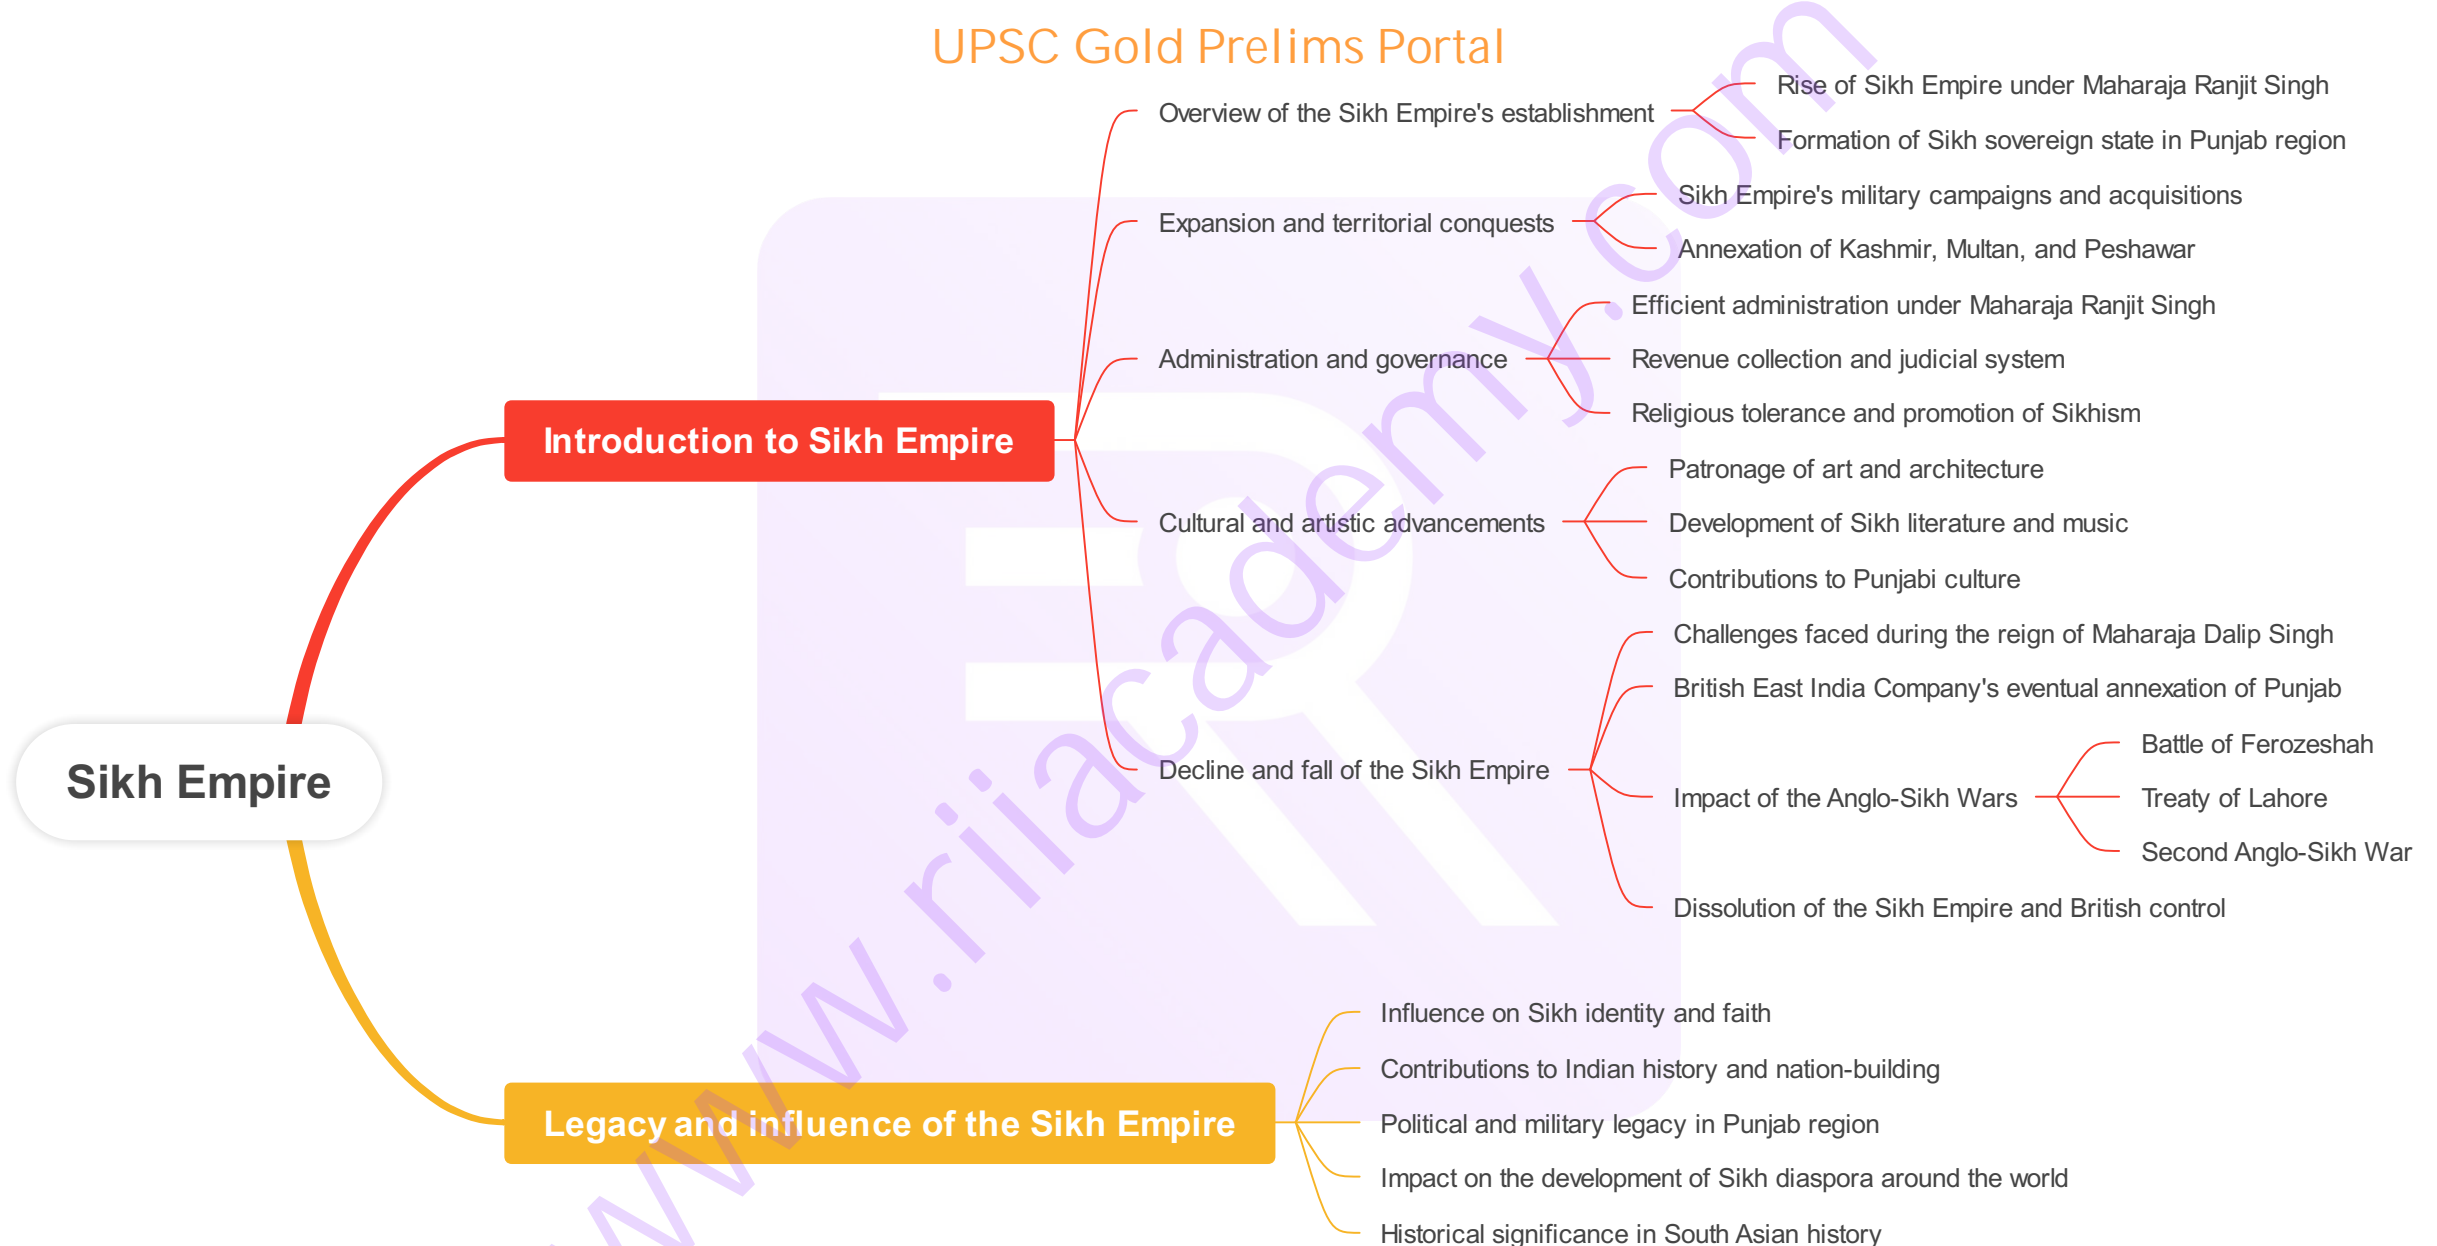 UPSC Gold Prelims Portal
Sikh Empire
Introduction to Sikh Empire
Overview of the Sikh Empire's establishment
Rise of Sikh Empire under Maharaja Ranjit Singh
Formation of Sikh sovereign state in Punjab region
Expansion and territorial conquests
Sikh Empire's military campaigns and acquisitions
Annexation of Kashmir, Multan, and Peshawar
Administration and governance
Efficient administration under Maharaja Ranjit Singh
Revenue collection and judicial system
Religious tolerance and promotion of Sikhism
Cultural and artistic advancements
Patronage of art and architecture
Development of Sikh literature and music
Contributions to Punjabi culture
Decline and fall of the Sikh Empire
Challenges faced during the reign of Maharaja Dalip Singh
British East India Company's eventual annexation of Punjab
Impact of the Anglo-Sikh Wars
Battle of Ferozeshah
Treaty of Lahore
Second Anglo-Sikh War
Dissolution of the Sikh Empire and British control
Legacy and influence of the Sikh Empire
Influence on Sikh identity and faith
Contributions to Indian history and nation-building
Political and military legacy in Punjab region
Impact on the development of Sikh diaspora around the world
Historical significance in South Asian history
www.riiacademy.com